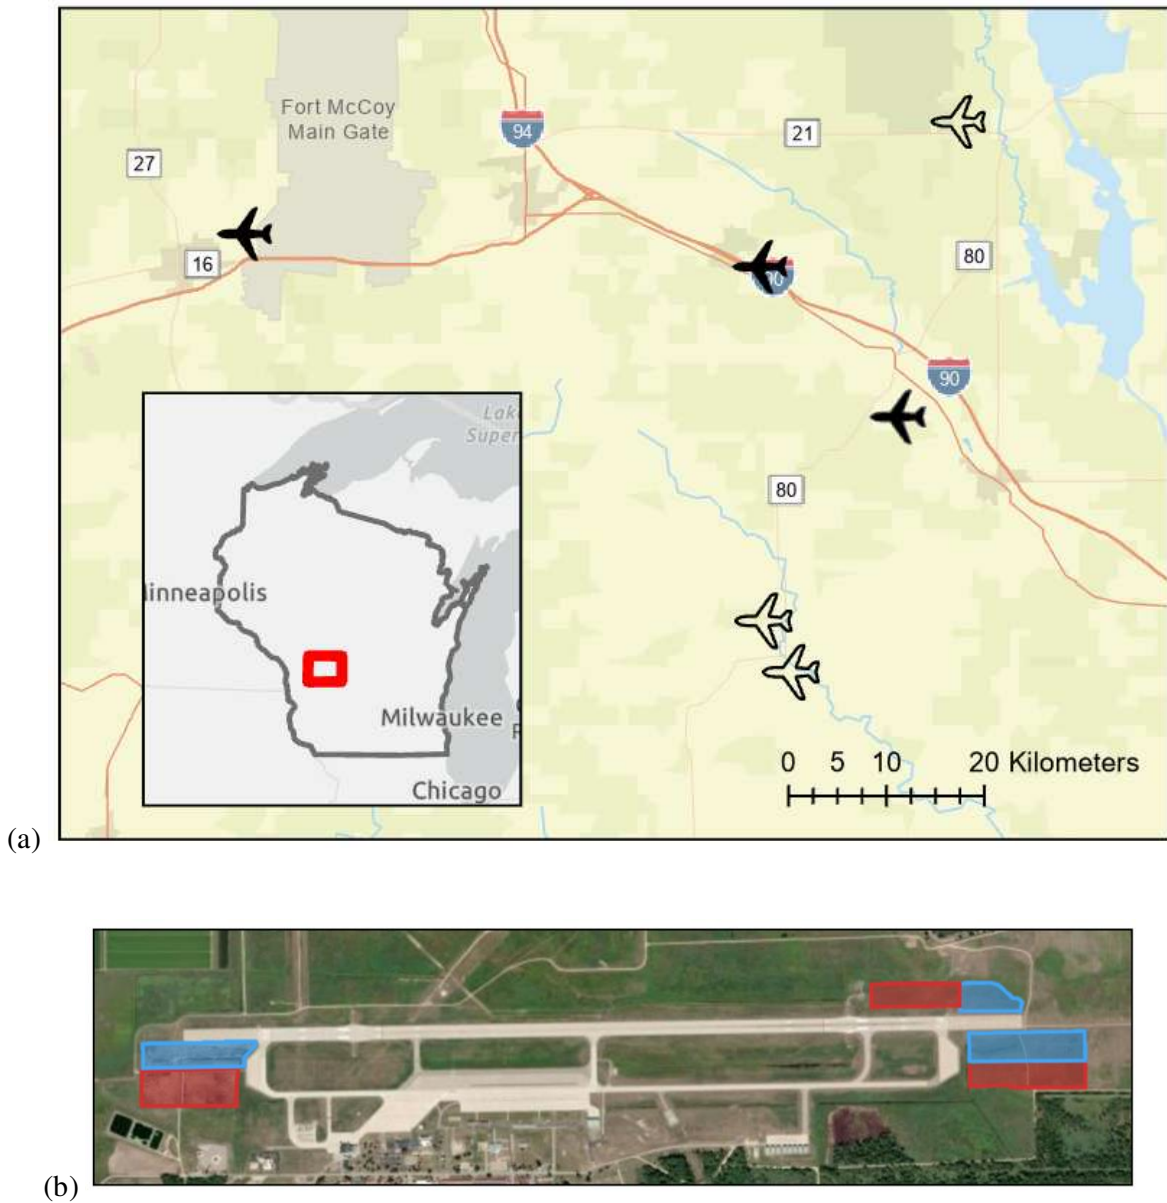 Fort McCoy
Main Gate
94
21
27
16
80
90
80
Lake
Super
inneapolis
Milwaukee
Chicago
0 5 10 20 Kilometers
(a)
(b)